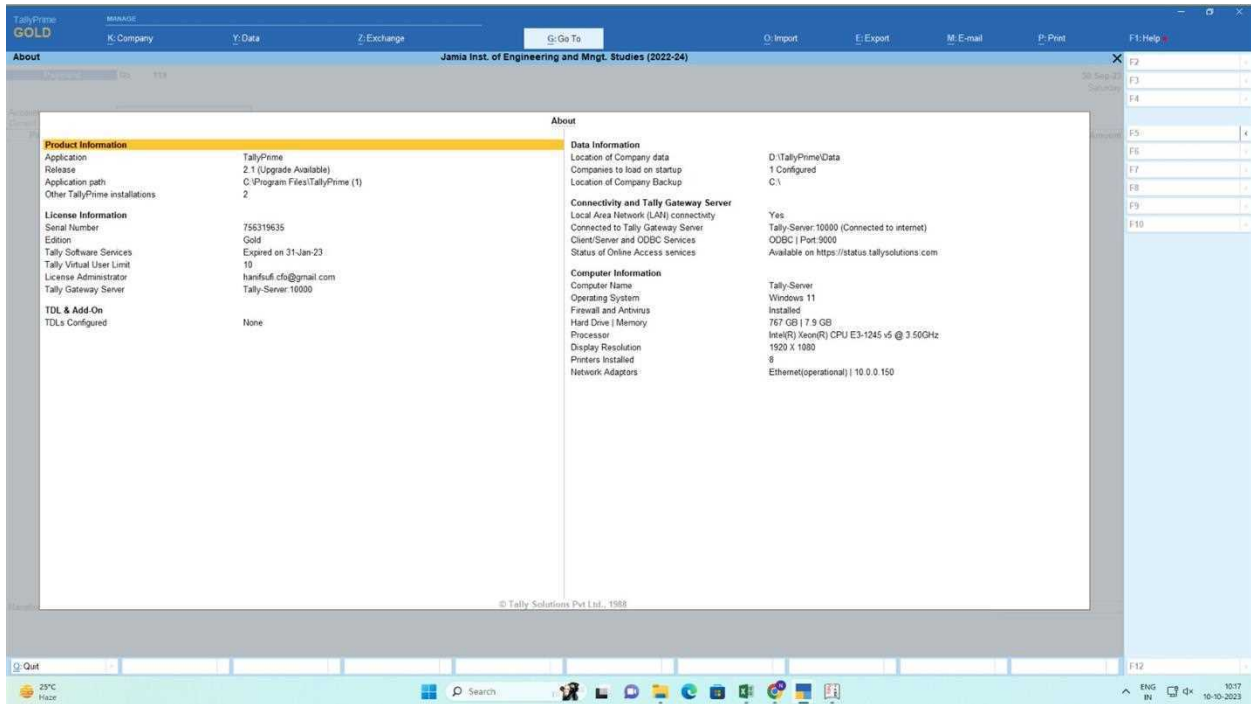 TallyPrime
GOLD
MANAGE
K: Company
Y: Data
Z: Exchange
G: Go To
O: Import
E: Export
M: E-mail
P: Print
F1: Help
About
Jamia Inst. of Engineering and Mngt. Studies (2022-24)
F2
F3
F4
F5
F6
F7
F8
F9
F10
F12
About
Product Information
Application TallyPrime
Release 2.1 (Upgrade Available)
Application path C:\Program Files\TallyPrime (1)
Other TallyPrime installations 2
License Information
Serial Number 756319635
Edition Gold
Tally Software Services Expired on 31-Jan-23
Tally Virtual User Limit 10
License Administrator hanifsufi.cfo@gmail.com
Tally Gateway Server Tally-Server:10000
TDL & Add-On
TDLs Configured None
Data Information
Location of Company data D:\TallyPrime\Data
Companies to load on startup 1 Configured
Location of Company Backup C:\
Connectivity and Tally Gateway Server
Local Area Network (LAN) connectivity Yes
Connected to Tally Gateway Server Tally-Server:10000 (Connected to internet)
Client/Server and ODBC Services ODBC | Port:9000
Status of Online Access services Available on https://status.tallysolutions.com
Computer Information
Computer Name Tally-Server
Operating System Windows 11
Firewall and Antivirus Installed
Hard Drive | Memory 767 GB | 7.9 GB
Processor Intel(R) Xeon(R) CPU E3-1245 v5 @ 3.50GHz
Display Resolution 1920 X 1080
Printers Installed 8
Network Adaptors Ethernet(operational) | 10.0.0.150
© Tally Solutions Pvt Ltd., 1988
Q: Quit
25°C
Haze
Search
ENG
IN
10:17
10-10-2023